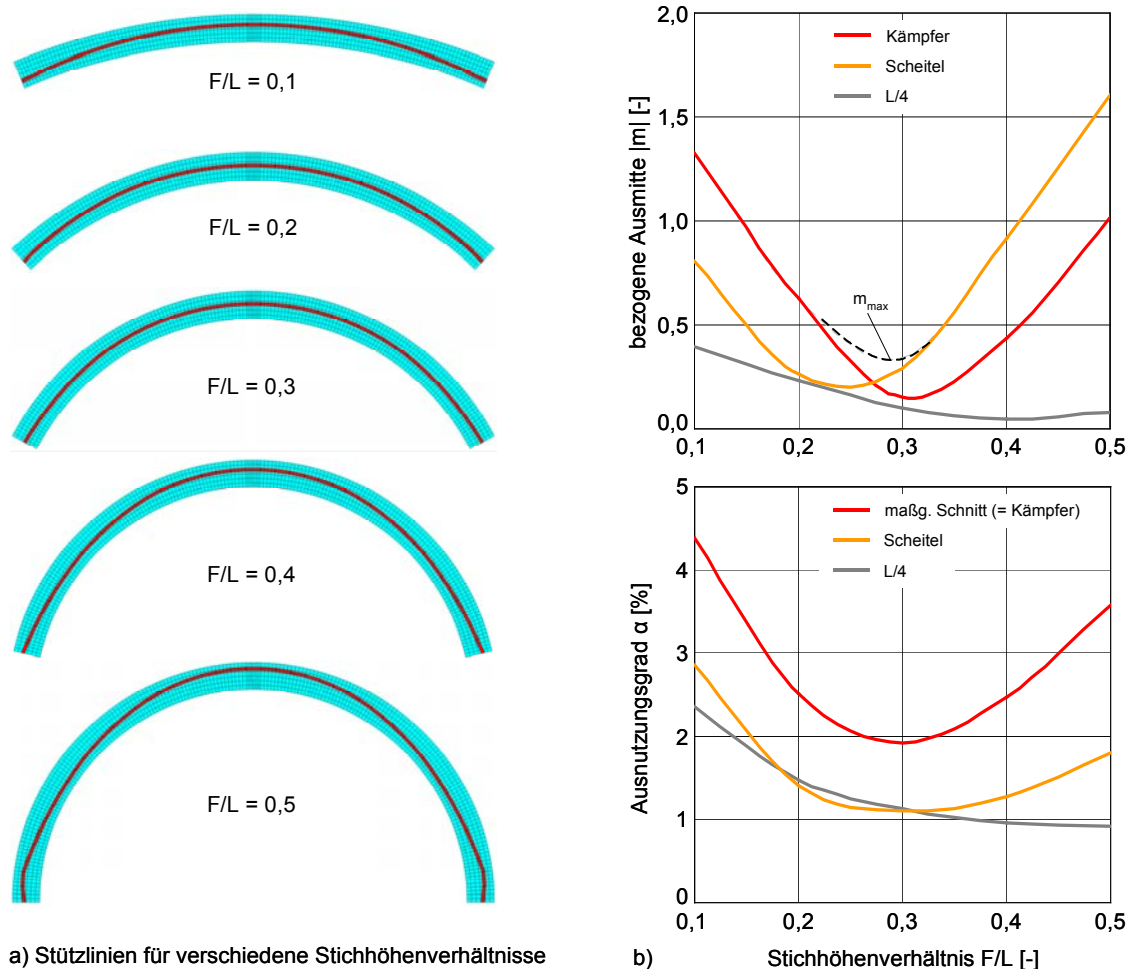 F/L = 0,1
F/L = 0,2
F/L = 0,3
F/L = 0,4
F/L = 0,5
a) Stützlinien für verschiedene Stichhöhenverhältnisse
bezogene Ausmitte |m| [-]
2,0
1,5
1,0
0,5
0,0
Kämpfer
Scheitel
L/4
mmax
0,1 0,2 0,3 0,4 0,5
Ausnutzungsgrad α [%]
5
4
3
2
1
0
maßg. Schnitt (= Kämpfer)
Scheitel
L/4
0,1 0,2 0,3 0,4 0,5
b) Stichhöhenverhältnis F/L [-]